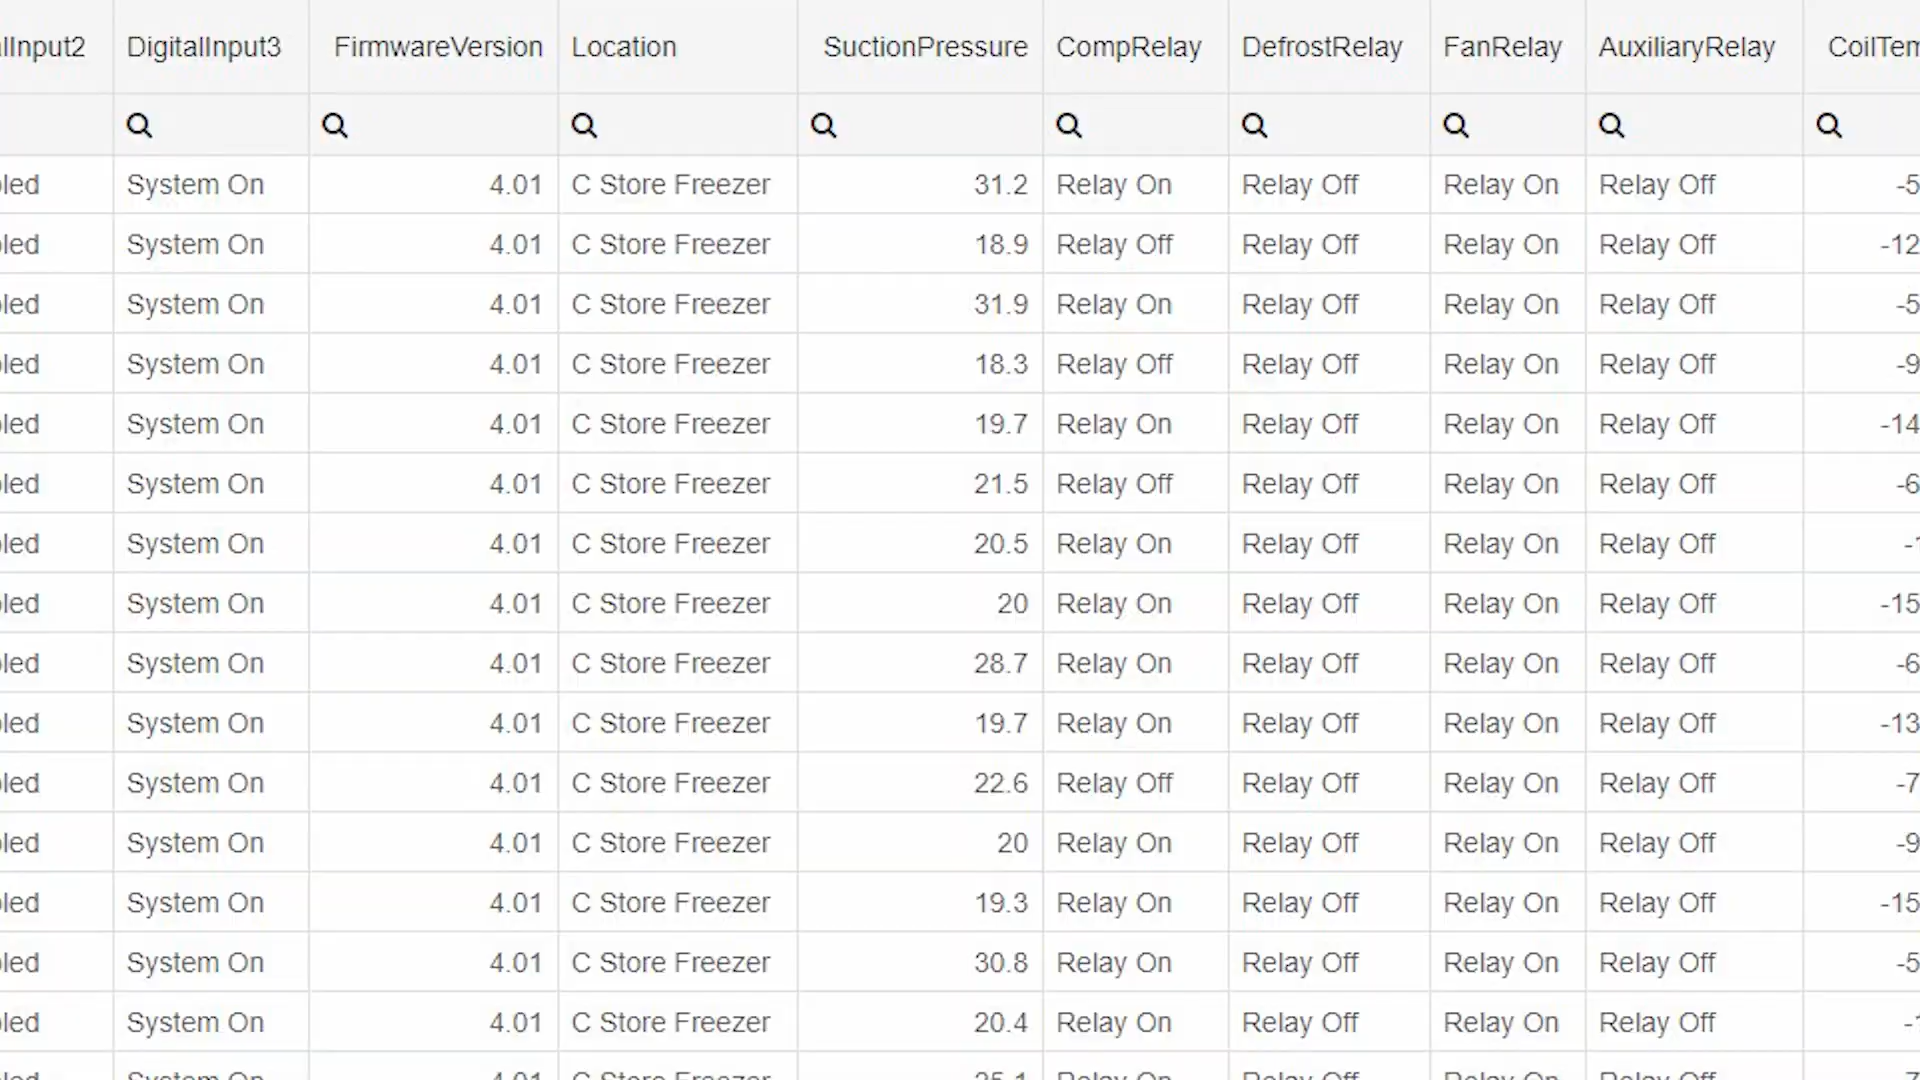 DigitalInput3 FirmwareVersion Location SuctionPressure CompRelay DefrostRelay FanRelay AuxiliaryRelay
System On 4.01 C Store Freezer 31.2 Relay On Relay Off Relay On Relay Off
System On 4.01 C Store Freezer 18.9 Relay Off Relay Off Relay On Relay Off
System On 4.01 C Store Freezer 31.9 Relay On Relay Off Relay On Relay Off
System On 4.01 C Store Freezer 18.3 Relay Off Relay Off Relay On Relay Off
System On 4.01 C Store Freezer 19.7 Relay On Relay Off Relay On Relay Off
System On 4.01 C Store Freezer 21.5 Relay Off Relay Off Relay On Relay Off
System On 4.01 C Store Freezer 20.5 Relay On Relay Off Relay On Relay Off
System On 4.01 C Store Freezer 20 Relay On Relay Off Relay On Relay Off
System On 4.01 C Store Freezer 28.7 Relay On Relay Off Relay On Relay Off
System On 4.01 C Store Freezer 19.7 Relay On Relay Off Relay On Relay Off
System On 4.01 C Store Freezer 22.6 Relay Off Relay Off Relay On Relay Off
System On 4.01 C Store Freezer 20 Relay On Relay Off Relay On Relay Off
System On 4.01 C Store Freezer 19.3 Relay On Relay Off Relay On Relay Off
System On 4.01 C Store Freezer 30.8 Relay On Relay Off Relay On Relay Off
System On 4.01 C Store Freezer 20.4 Relay On Relay Off Relay On Relay Off